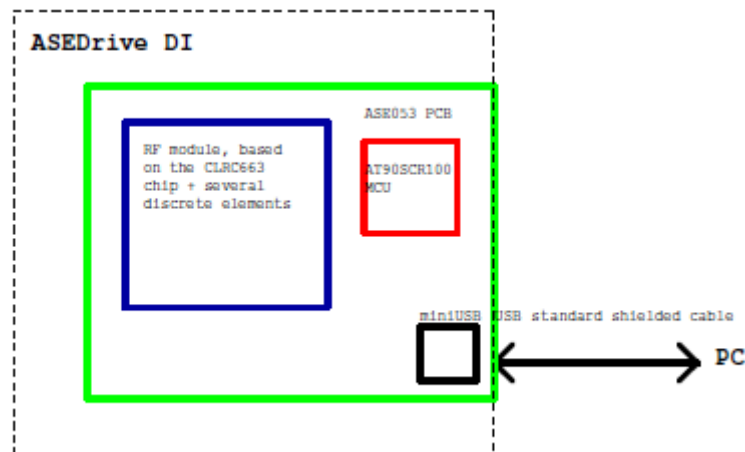 ASEDrive DI
ASE053 PCB
RF module, based
on the CLRC663
chip + several
discrete elements
AT90SCR100
MCU
miniUSB USB standard shielded cable
PC